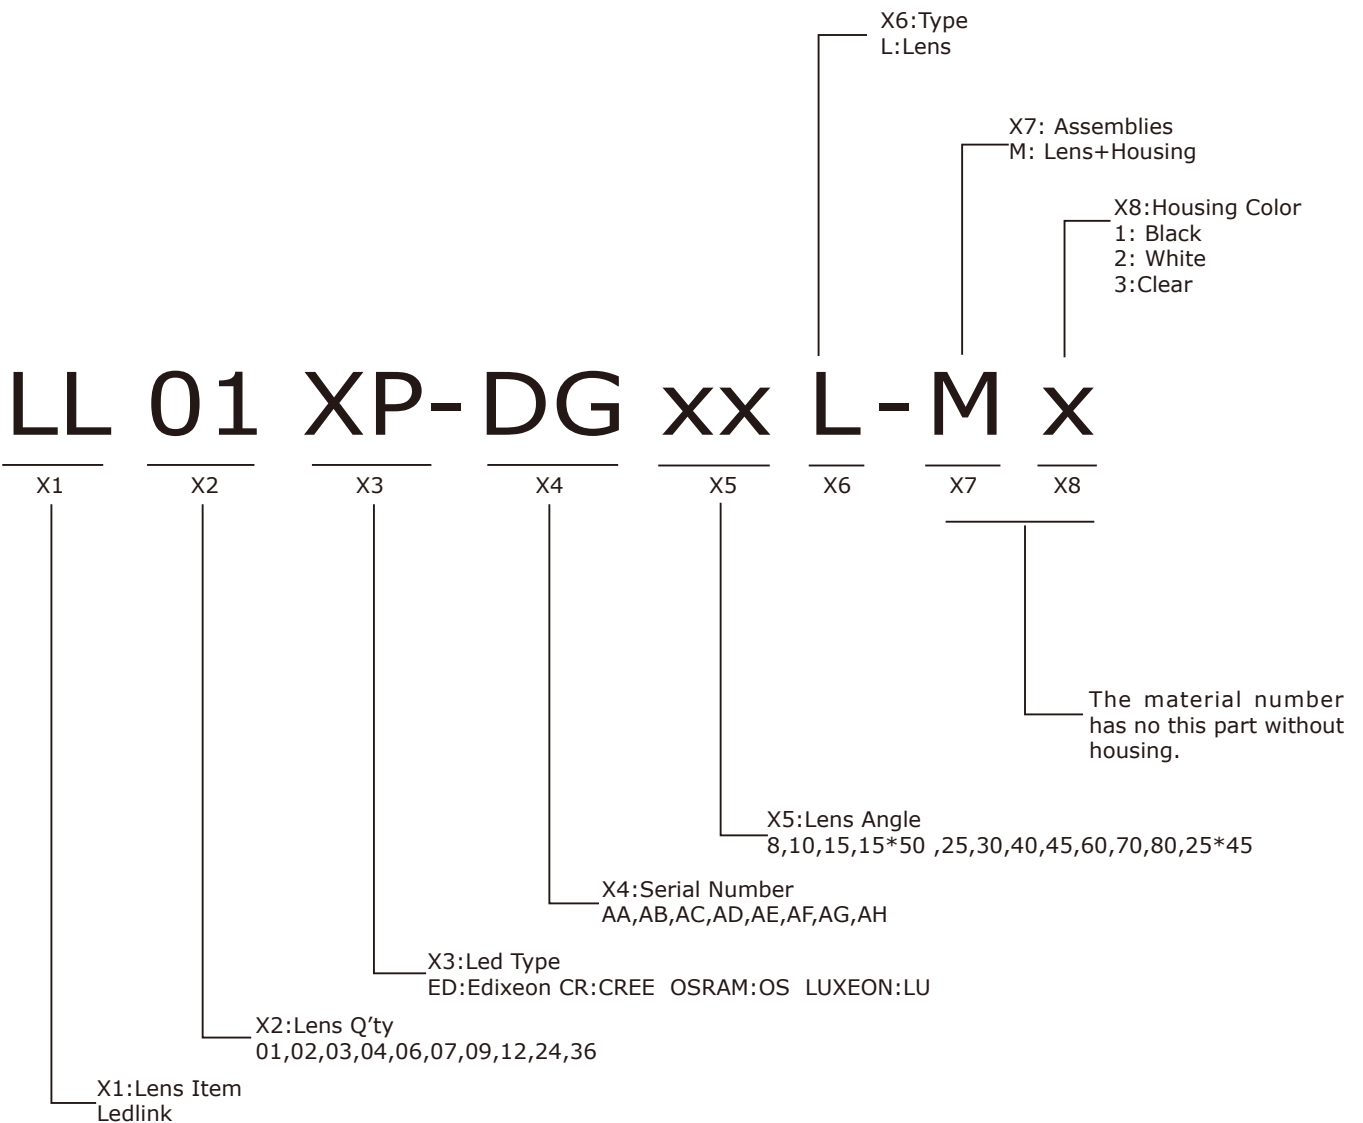 X6:Type
L:Lens
X7: Assemblies
M: Lens+Housing
X8:Housing Color
1: Black
2: White
3:Clear
LL 01 XP-DG xx L-M x
X1 X2 X3 X4 X5 X6 X7 X8
The material number
has no this part without
housing.
X5:Lens Angle
8,10,15,15*50 ,25,30,40,45,60,70,80,25*45
X4:Serial Number
AA,AB,AC,AD,AE,AF,AG,AH
X3:Led Type
ED:Edixeon CR:CREE OSRAM:OS LUXEON:LU
X2:Lens Q’ty
01,02,03,04,06,07,09,12,24,36
X1:Lens Item
Ledlink